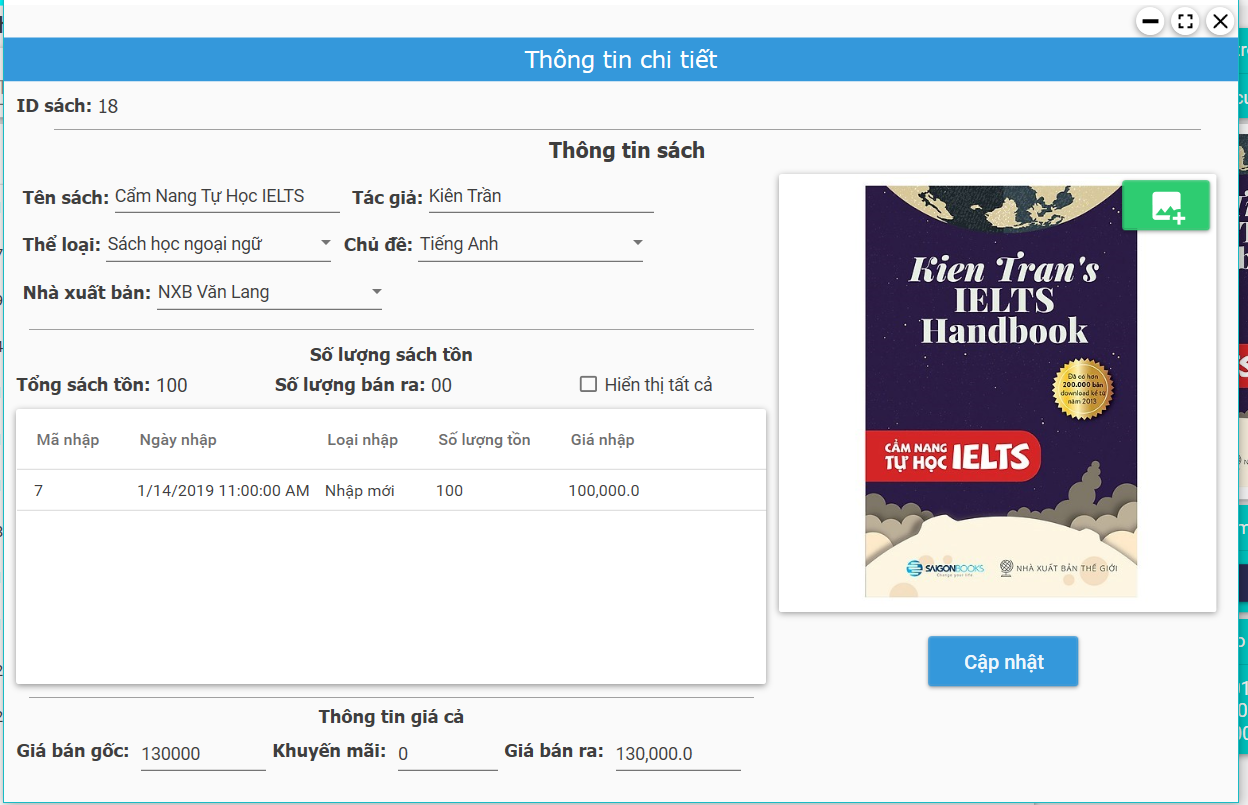 Thông tin chi tiết
ID sách: 18
Thông tin sách
Tên sách: Cẩm Nang Tự Học IELTS Tác giả: Kiên Trần
Thể loại: Sách học ngoại ngữ Chủ đề: Tiếng Anh
Nhà xuất bản: NXB Văn Lang
Số lượng sách tồn
Tổng sách tồn: 100 Số lượng bán ra: 00 Hiển thị tất cả
Mã nhập Ngày nhập Loại nhập Số lượng tồn Giá nhập
7 1/14/2019 11:00:00 AM Nhập mới 100 100,000.0
Thông tin giá cả
Giá bán gốc: 130000 Khuyến mãi: 0 Giá bán ra: 130,000.0
Kien Tran's
IELTS
Handbook
Đã có hơn
200.000 bản
download kể từ
năm 2013
CẨM NANG
TỰ HỌC IELTS
SAIGONBOOKS
Change your life
NHÀ XUẤT BẢN THẾ GIỚI
Cập nhật